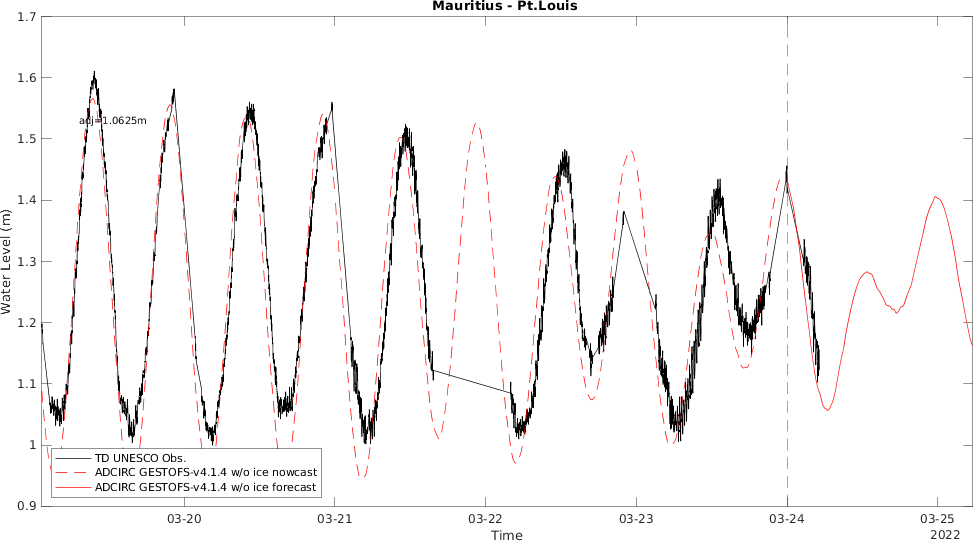 Mauritius - Pt.Louis
1.7
1.6
1.5
1.4
1.3
1.2
1.1
1
0.9
Water Level (m)
adj=1.0625m
TD UNESCO Obs.
ADCIRC GESTOFS-v4.1.4 w/o ice nowcast
ADCIRC GESTOFS-v4.1.4 w/o ice forecast
03-20 03-21 03-22 03-23 03-24 03-25
Time 2022